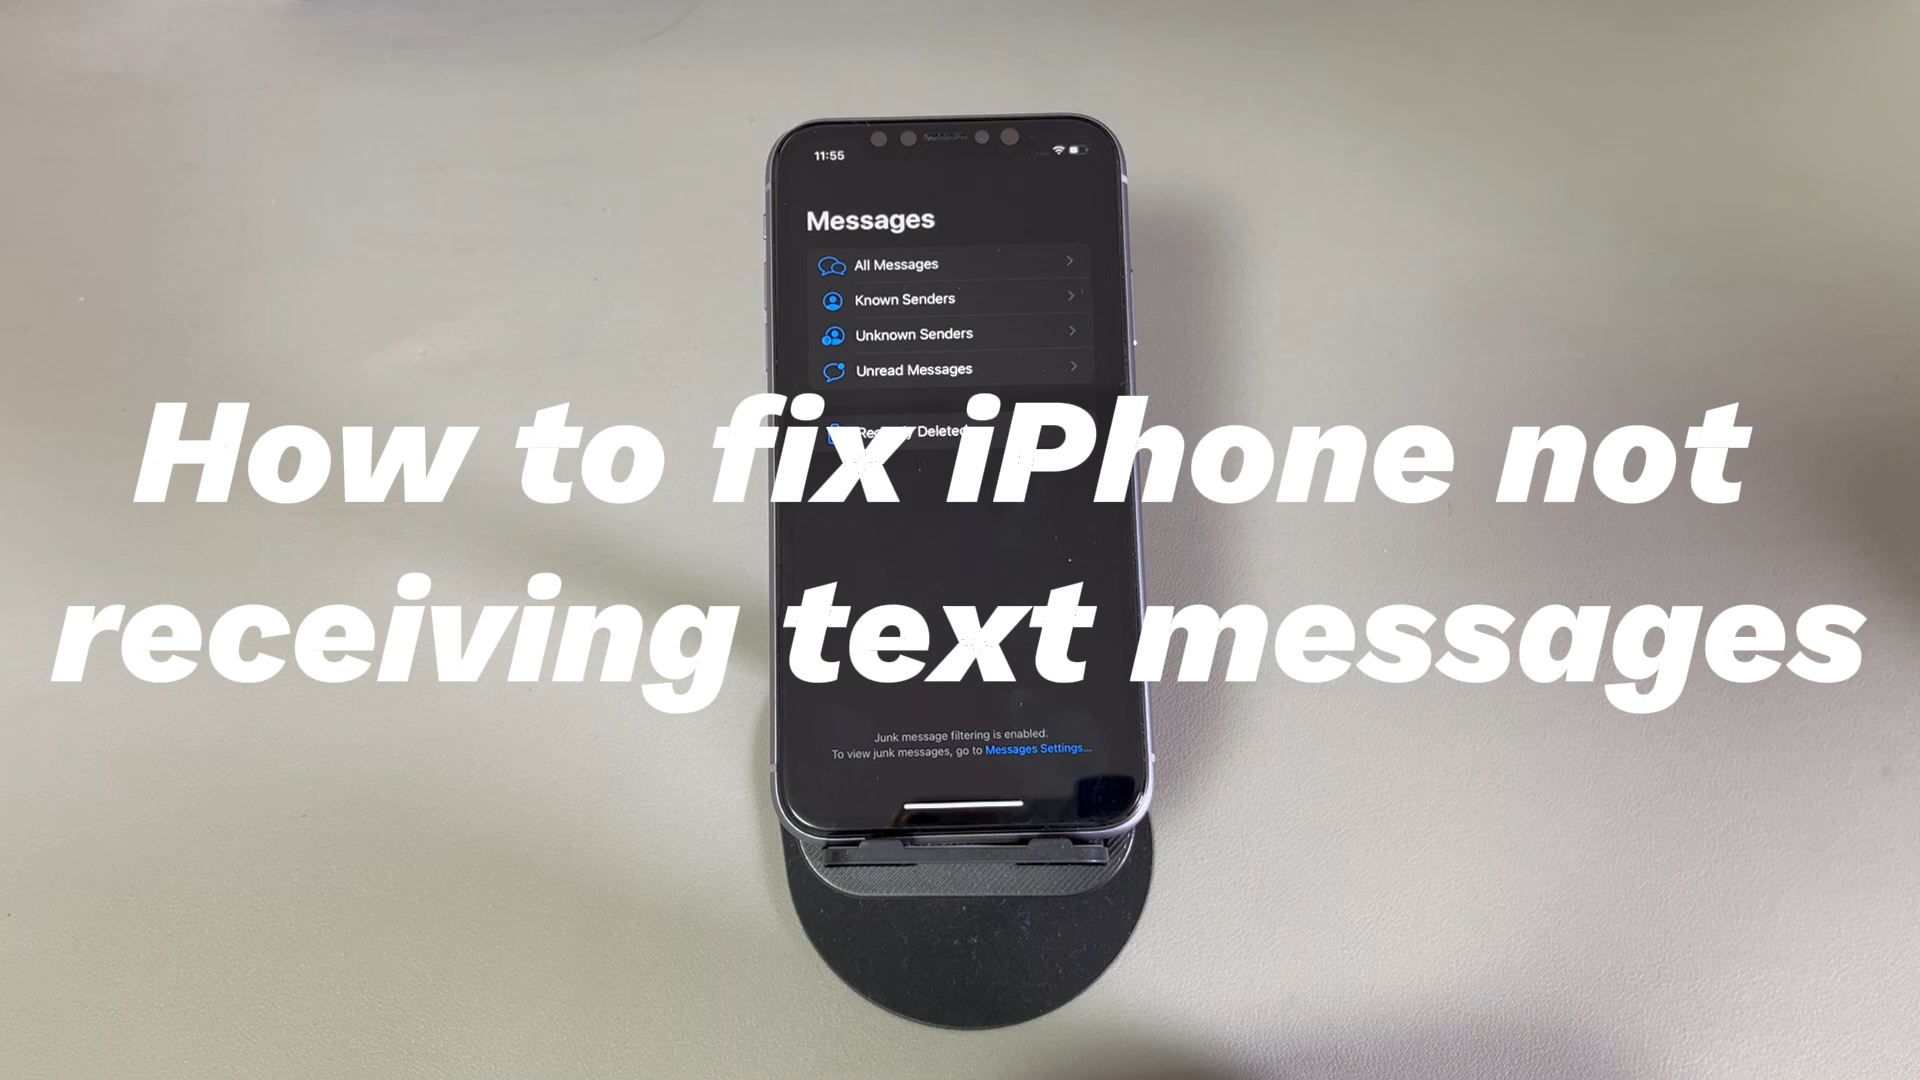 11:55
Messages
All Messages
Known Senders
Unknown Senders
Unread Messages
Deleted
How to fix iPhone not
receiving text messages
Junk message filtering is enabled.
To view junk messages, go to Messages Settings...